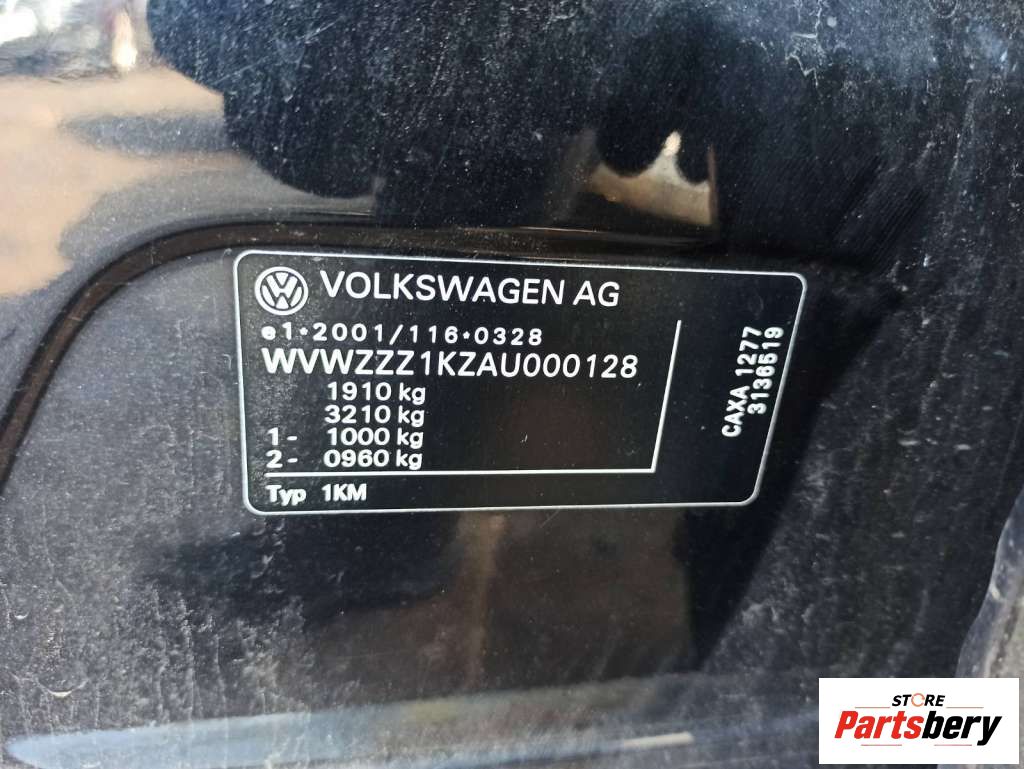 VOLKSWAGEN AG
e1*2001/116*0328
WVWZZZ1KZAU000128
1910 kg
3210 kg
1- 1000 kg
2- 0960 kg
Typ 1KM
CAXA 1277
3136519
STORE
Partsbery